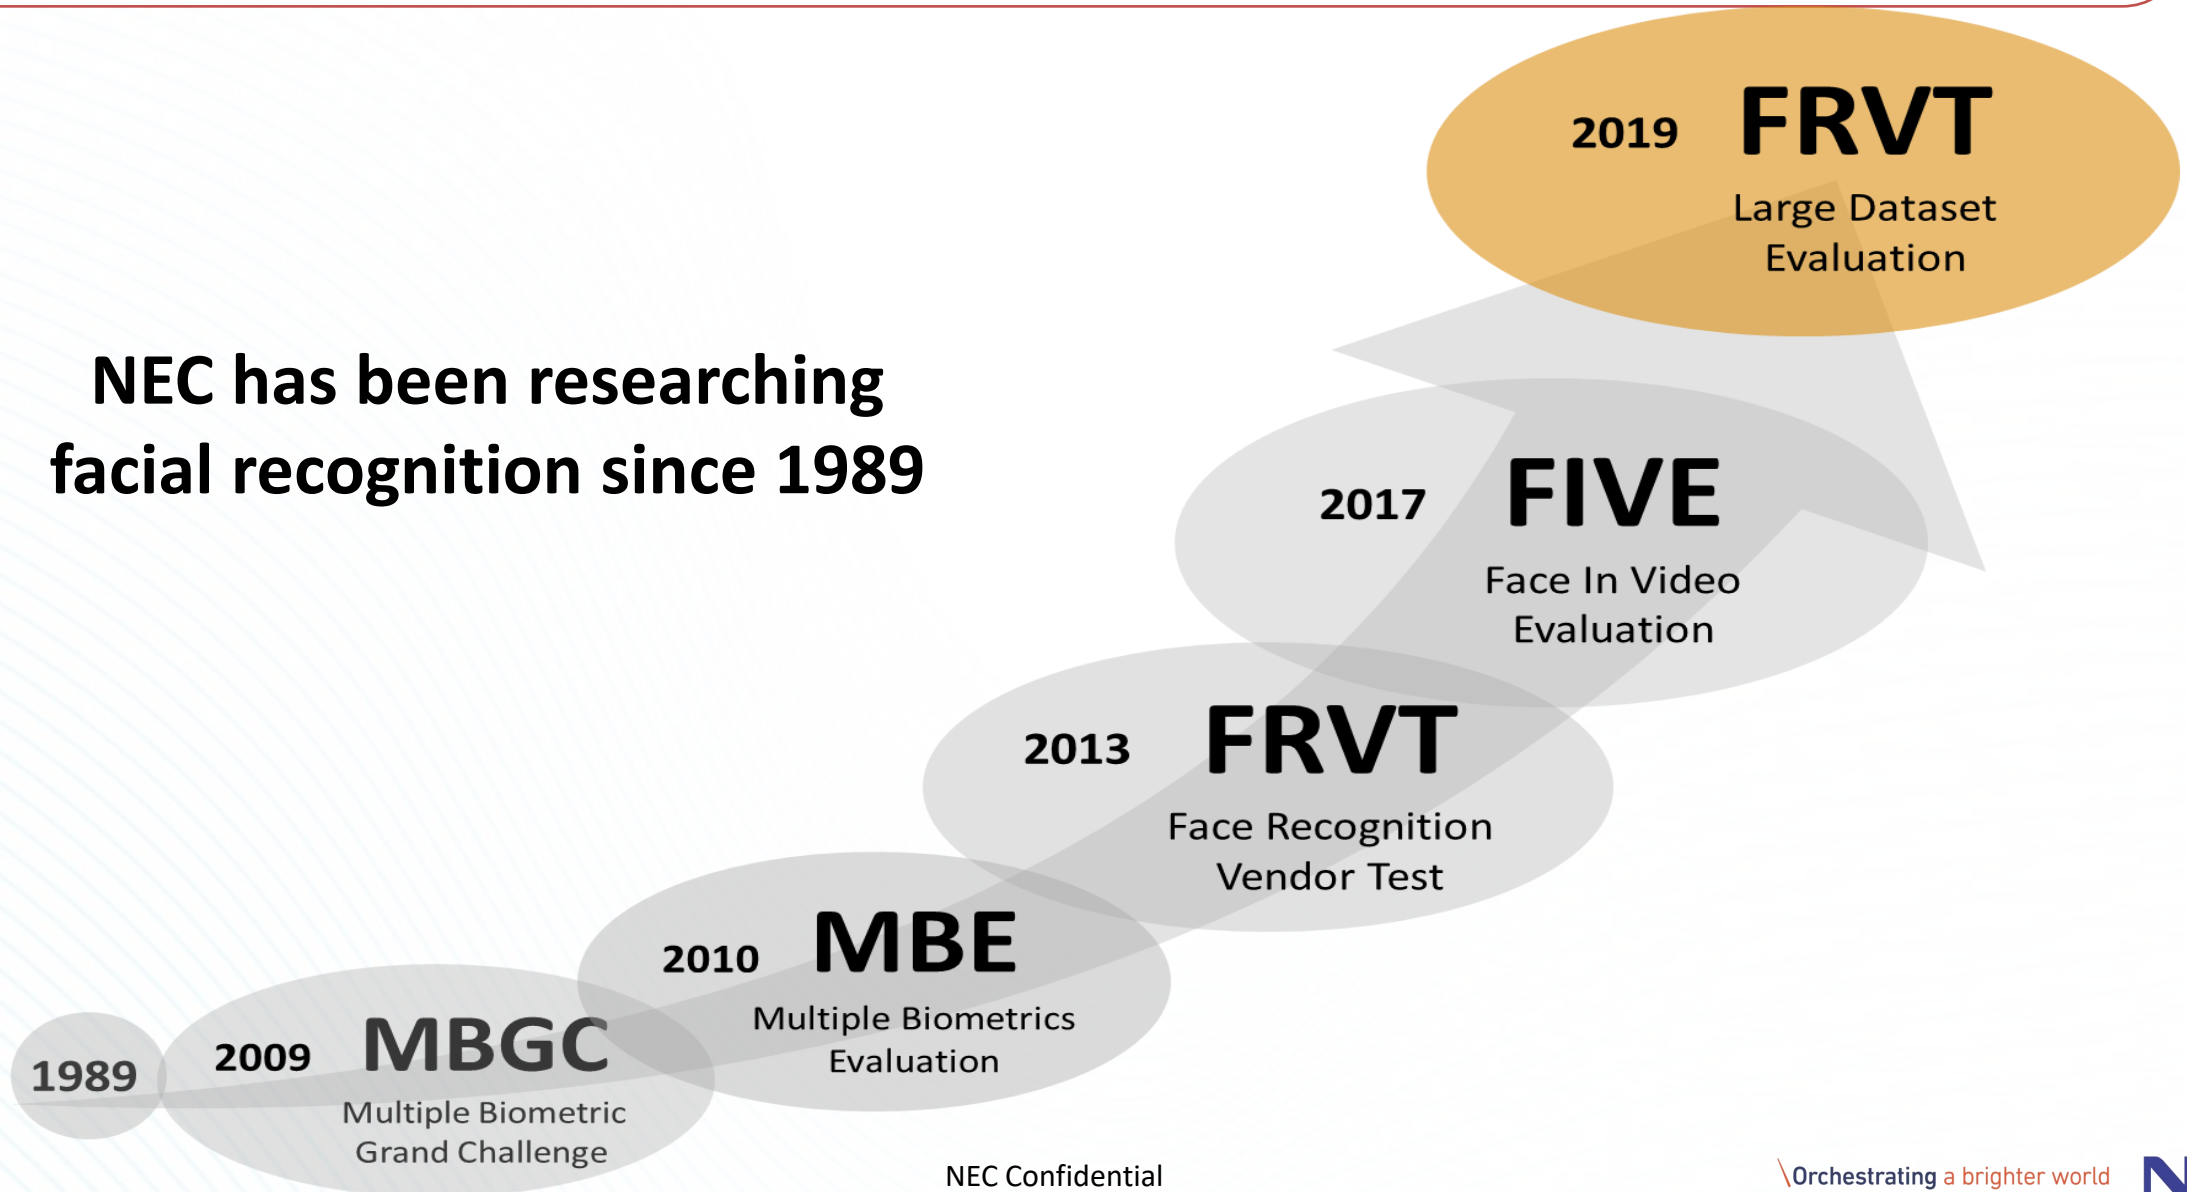 2019 FRVT
Large Dataset
Evaluation
NEC has been researching
facial recognition since 1989
2017 FIVE
Face In Video
Evaluation
2013 FRVT
Face Recognition
Vendor Test
2010 MBE
Multiple Biometrics
Evaluation
1989
2009 MBGC
Multiple Biometric
Grand Challenge
NEC Confidential
\Orchestrating a brighter world